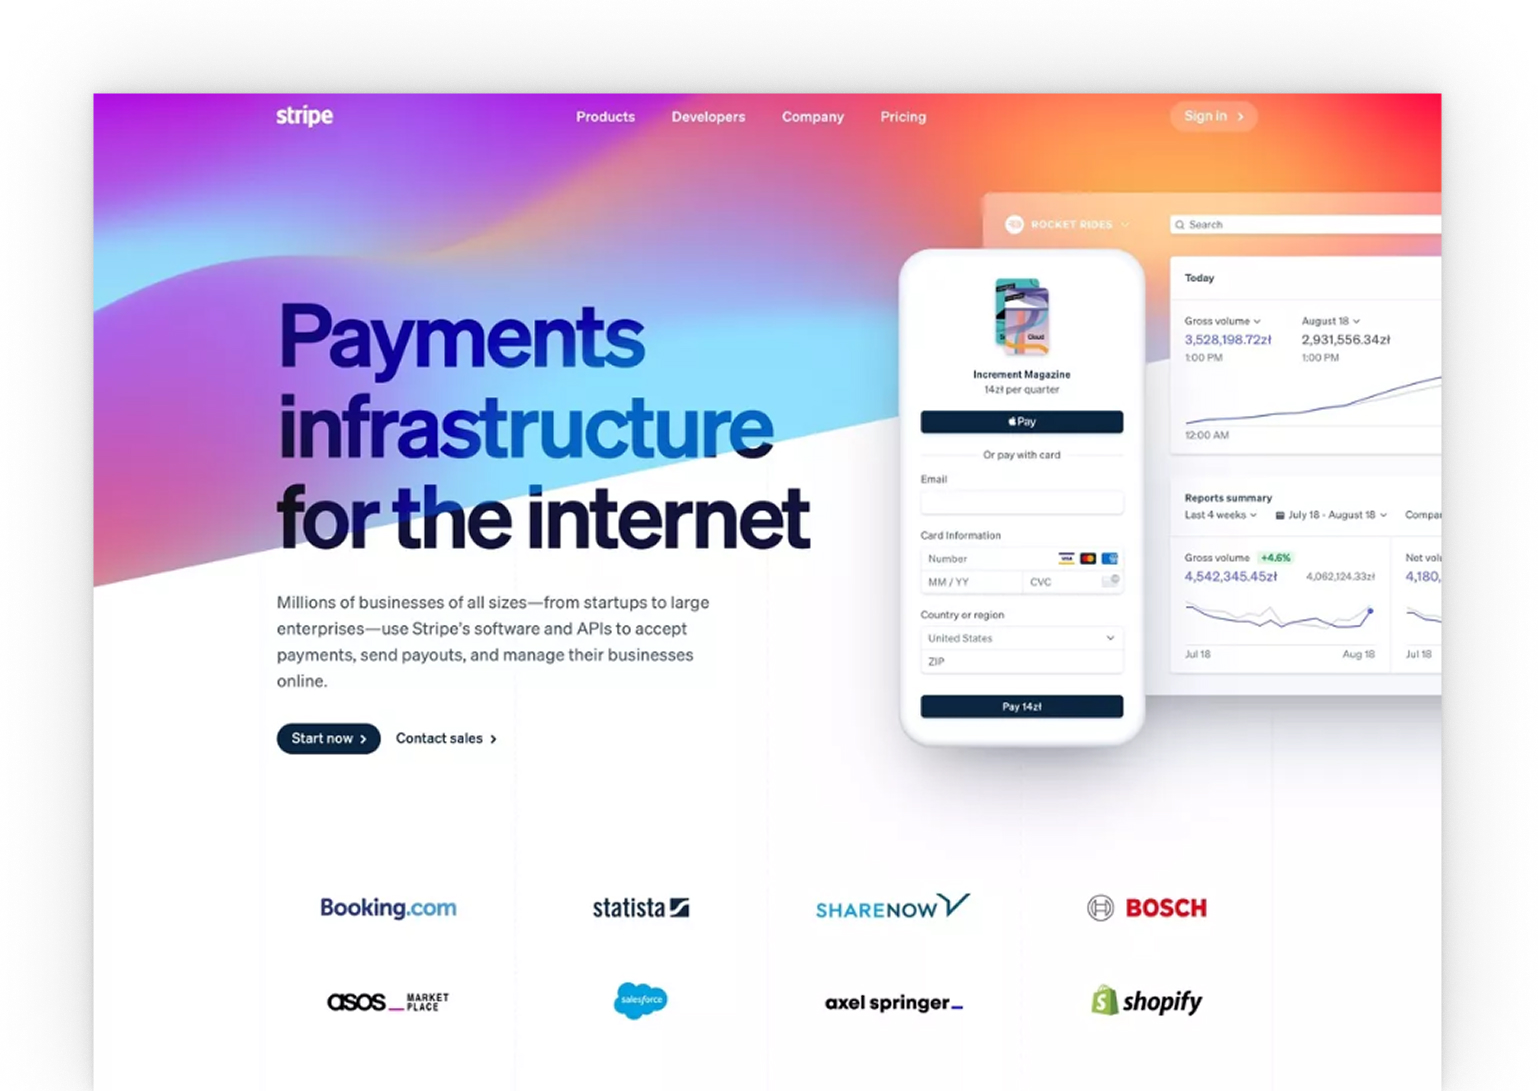 stripe
Products
Developers
Company
Pricing
Sign in
ROCKET RIDES
Search
Payments
infrastructure
for the internet
Millions of businesses of all sizes—from startups to large
enterprises—use Stripe's software and APIs to accept
payments, send payouts, and manage their businesses
online.
Start now
Contact sales
Cloud
Increment Magazine
14zł per quarter
Pay
Or pay with card
Email
Card Information
Number
VISA
MM / YY
CVC
Country or region
United States
ZIP
Pay 14zł
Today
Gross volume
August 18
3,528,198.72zł
2,931,556.34zł
1:00 PM
1:00 PM
12:00 AM
Reports summary
Last 4 weeks
July 18 - August 18
Compar
Gross volume +4.6%
Net volu
4,542,345.45zł
4,062,124.33zł
4,180,
Jul 18
Aug 18
Jul 18
Booking.com
statista
SHARENOW
BOSCH
asos
MARKET
PLACE
salesforce
axel springer_
shopify